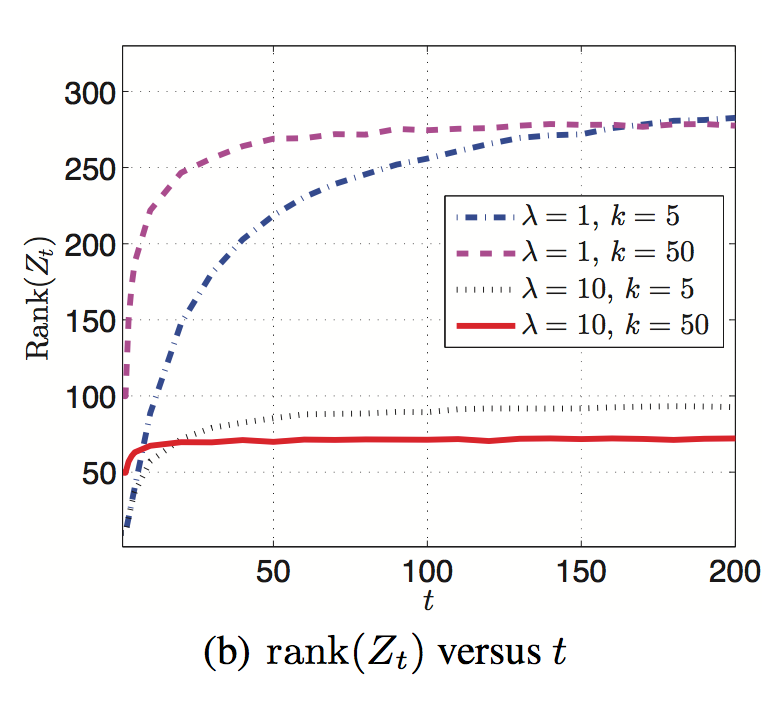 300
250
200
150
100
50
Rank(Z_t)
λ = 1, k = 5
λ = 1, k = 50
λ = 10, k = 5
λ = 10, k = 50
50 100 150 200
t
(b) rank(Z_t) versus t